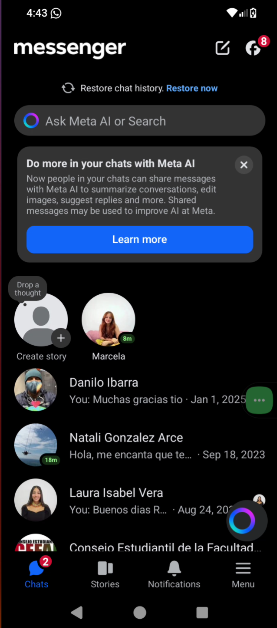 4:43
messenger
8
Restore chat history. Restore now
Ask Meta AI or Search
Do more in your chats with Meta AI
Now people in your chats can share messages
with Meta AI to summarize conversations, edit
images, suggest replies and more. Shared
messages may be used to improve AI at Meta.
Learn more
Drop a
thought
8m
Create story
Marcela
Danilo Ibarra
You: Muchas gracias tio · Jan 1, 2025
Natali Gonzalez Arce
18m
Hola, me encanta que te... · Sep 18, 2023
Laura Isabel Vera
You: Buenos dias R... · Aug 24, 20
Consejo Estudiantil de la Facultad...
2
Chats
Stories
Notifications
Menu